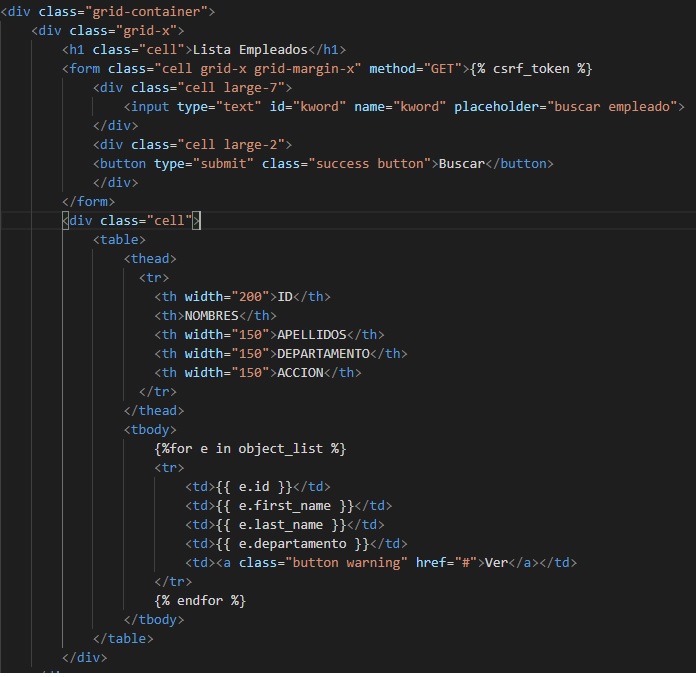 <div class="grid-container">
    <div class="grid-x">
        <h1 class="cell">Lista Empleados</h1>
        <form class="cell grid-x grid-margin-x" method="GET">{% csrf_token %}
            <div class="cell large-7">
                <input type="text" id="kword" name="kword" placeholder="buscar empleado">
            </div>
            <div class="cell large-2">
            <button type="submit" class="success button">Buscar</button>
            </div>
        </form>
        <div class="cell">
            <table>
                <thead>
                  <tr>
                    <th width="200">ID</th>
                    <th>NOMBRES</th>
                    <th width="150">APELLIDOS</th>
                    <th width="150">DEPARTAMENTO</th>
                    <th width="150">ACCION</th>
                  </tr>
                </thead>
                <tbody>
                    {%for e in object_list %}
                    <tr>
                        <td>{{ e.id }}</td>
                        <td>{{ e.first_name }}</td>
                        <td>{{ e.last_name }}</td>
                        <td>{{ e.departamento }}</td>
                        <td><a class="button warning" href="#">Ver</a></td>
                    </tr>
                    {% endfor %}
                </tbody>
            </table>
        </div>